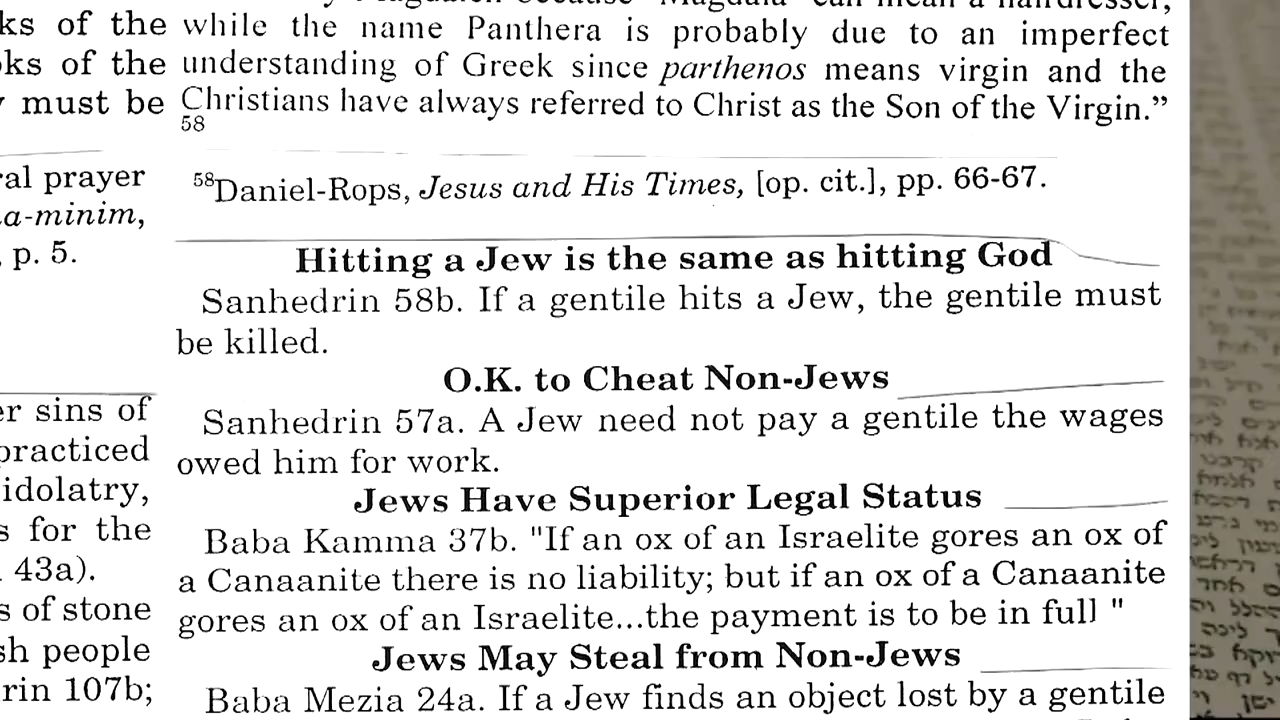 ks of the
oks of the
y must be
ral prayer
a-minim,
, p. 5.
er sins of
practiced
idolatry,
s for the
43a).
s of stone
sh people
rin 107b;
while the name Panthera is probably due to an imperfect
understanding of Greek since parthenos means virgin and the
Christians have always referred to Christ as the Son of the Virgin.”
58
58Daniel-Rops, Jesus and His Times, [op. cit.], pp. 66-67.
Hitting a Jew is the same as hitting God
Sanhedrin 58b. If a gentile hits a Jew, the gentile must
be killed.
O.K. to Cheat Non-Jews
Sanhedrin 57a. A Jew need not pay a gentile the wages
owed him for work.
Jews Have Superior Legal Status
Baba Kamma 37b. "If an ox of an Israelite gores an ox of
a Canaanite there is no liability; but if an ox of a Canaanite
gores an ox of an Israelite...the payment is to be in full "
Jews May Steal from Non-Jews
Baba Mezia 24a. If a Jew finds an object lost by a gentile